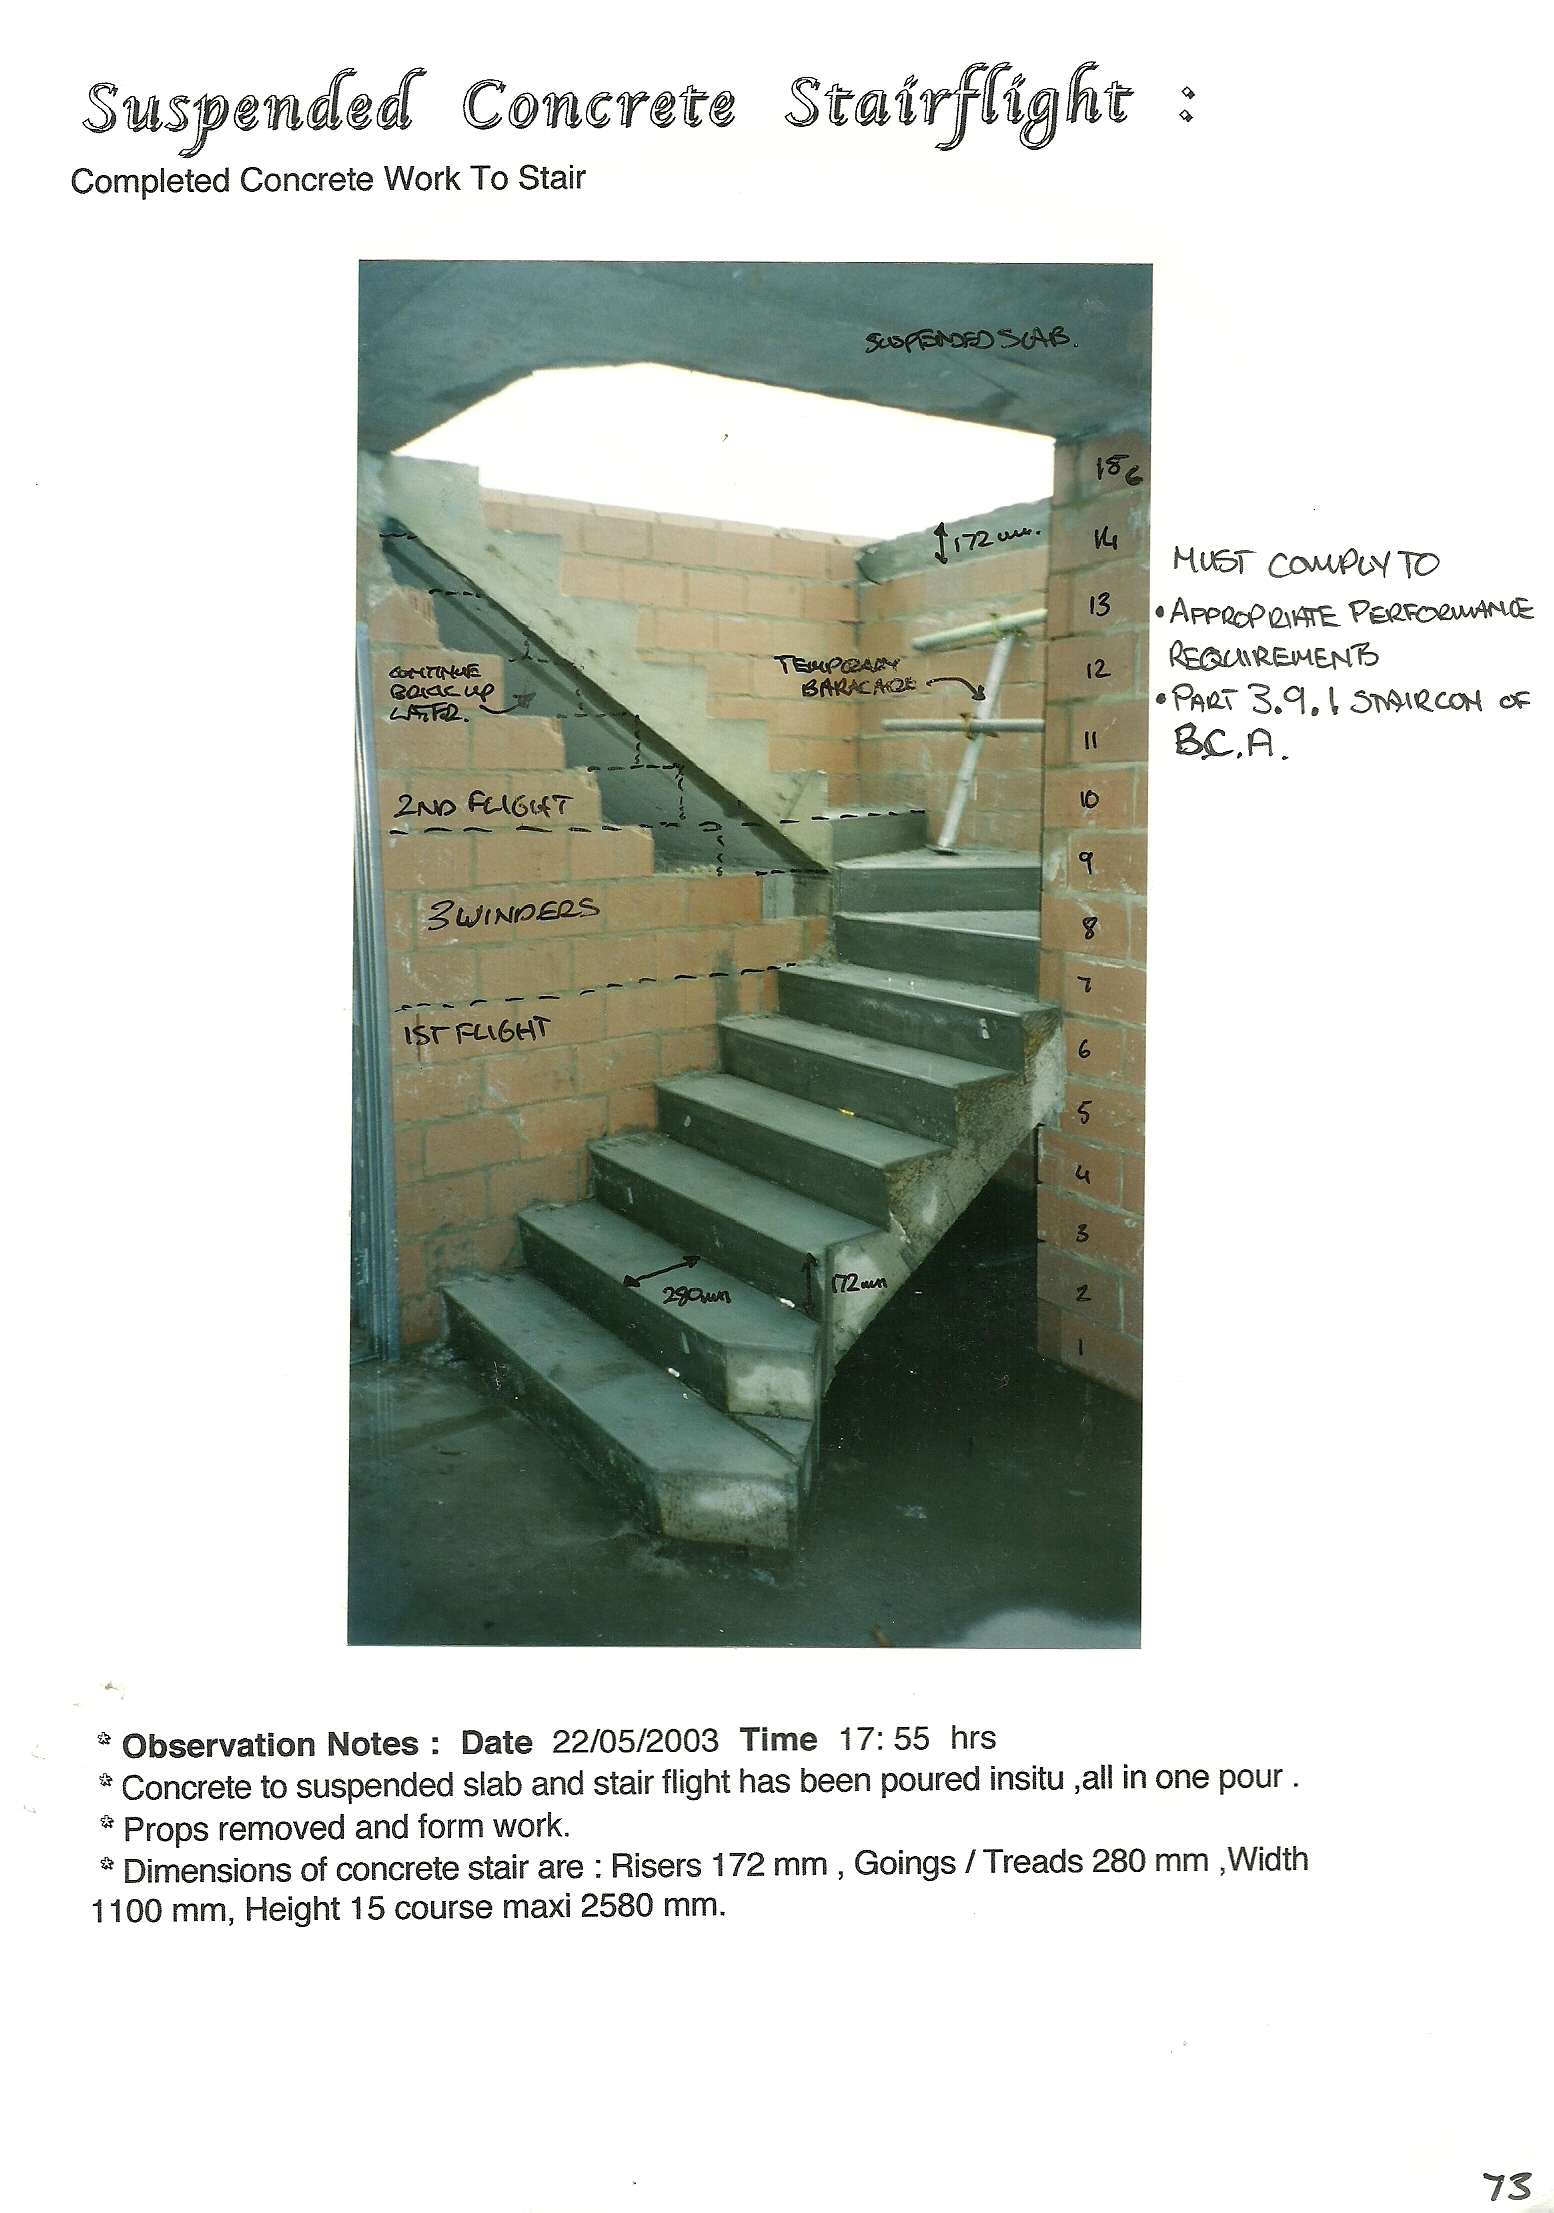 Suspended Concrete Stairflight :
Completed Concrete Work To Stair
SUSPENDED SLAB.
15 c
14
172mm.
13
12
11
10
9
8
7
6
5
4
3
2
1
TEMPORARY
BARACADE
CONTINUE
BRICK UP
LATER.
2ND FLIGHT
3 WINDERS
1ST FLIGHT
280mm
172mm
MUST COMPLY TO
• APPROPRIATE PERFORMANCE
REQUIREMENTS
• PART 3.9.1 STAIRCON OF
B.C.A.
* Observation Notes : Date 22/05/2003 Time 17: 55 hrs
* Concrete to suspended slab and stair flight has been poured insitu ,all in one pour .
* Props removed and form work.
* Dimensions of concrete stair are : Risers 172 mm , Goings / Treads 280 mm ,Width
1100 mm, Height 15 course maxi 2580 mm.
73